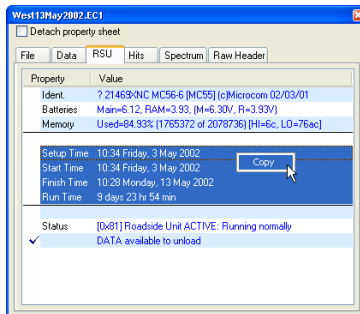 West13May2002.EC1
Detach property sheet
File Data RSU Hits Spectrum Raw Header
Property Value
Ident. ? 21469XNC MC56-6 [MC55] (c)Microcom 02/03/01
Batteries Main=6.12, RAM=3.93, (M=6.30V, R=3.93V)
Memory Used=84.93% (1765372 of 2078736) [HI=6c, LO=76ac]
Setup Time 10:34 Friday, 3 May 2002
Copy
Start Time 10:34 Friday, 3 May 2002
Finish Time 10:28 Monday, 13 May 2002
Run Time 9 days 23 hr 54 min
Status [0x81] Roadside Unit ACTIVE: Running normally
DATA available to unload